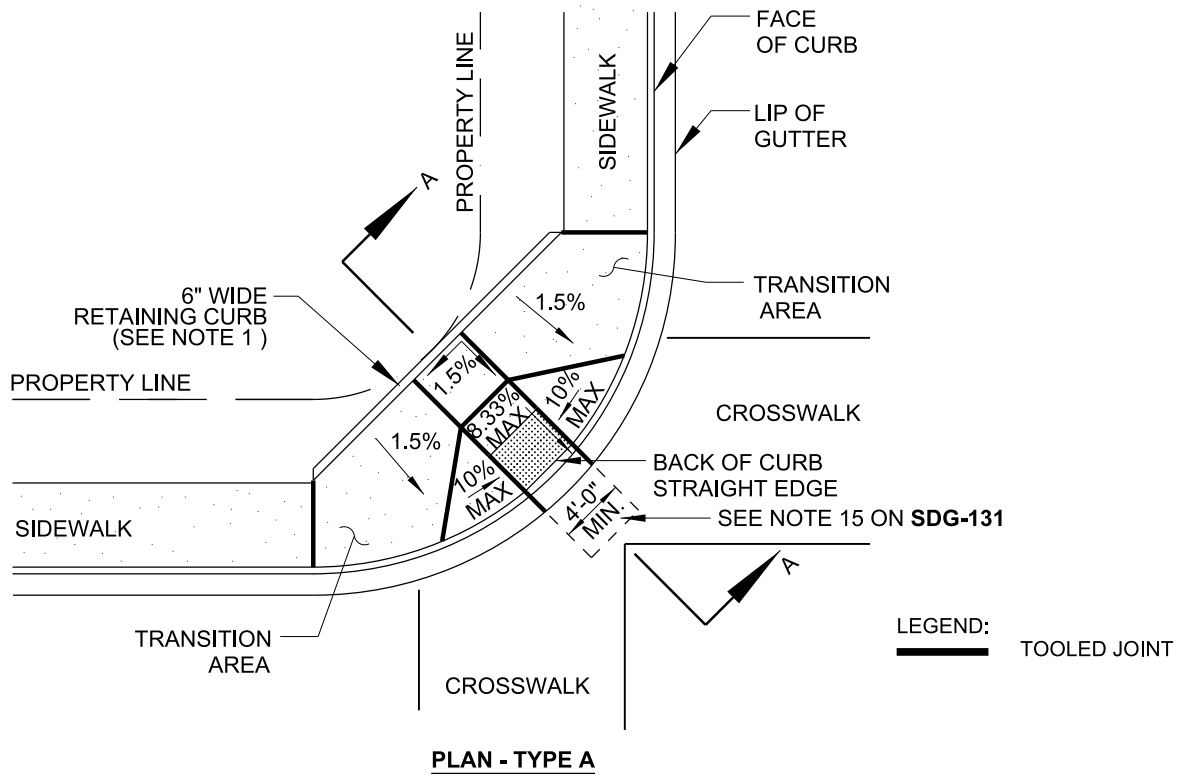 FACE
OF CURB
LIP OF
GUTTER
SIDEWALK
PROPERTY LINE
A
6" WIDE
RETAINING CURB
(SEE NOTE 1 )
TRANSITION
AREA
1.5%
1.5%
PROPERTY LINE
10%
MAX
8.33%
MAX
1.5%
10%
MAX
CROSSWALK
BACK OF CURB
STRAIGHT EDGE
4'-0"
MIN.
SEE NOTE 15 ON SDG-131
SIDEWALK
A
TRANSITION
AREA
CROSSWALK
LEGEND:
TOOLED JOINT
PLAN - TYPE A